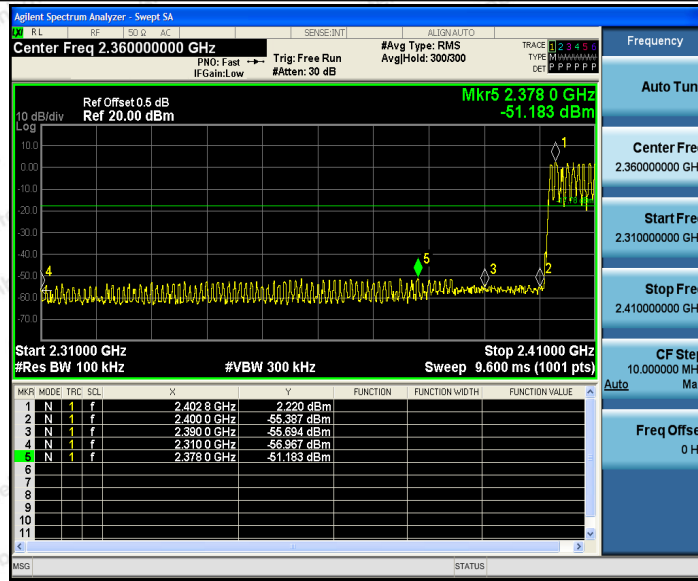 Agilent Spectrum Analyzer - Swept SA
RL RF 50 Ω AC SENSE:INT ALIGN AUTO
Center Freq 2.360000000 GHz
PNO: Fast
IFGain:Low
Trig: Free Run
#Atten: 30 dB
#Avg Type: RMS
Avg|Hold: 300/300
TRACE 1 2 3 4 5 6
TYPE M
DET P P P P P P
Ref Offset 0.5 dB
10 dB/div Ref 20.00 dBm
Log
Mkr5 2.378 0 GHz
-51.183 dBm
10.0
0.00
-10.0
-20.0
-30.0
-40.0
-50.0
-60.0
-70.0
1
2
3
4
5
Start 2.31000 GHz Stop 2.41000 GHz
#Res BW 100 kHz #VBW 300 kHz Sweep 9.600 ms (1001 pts)
MKR MODE TRC SCL X Y FUNCTION FUNCTION WIDTH FUNCTION VALUE
1 N 1 f 2.402 8 GHz 2.220 dBm
2 N 1 f 2.400 0 GHz -55.387 dBm
3 N 1 f 2.390 0 GHz -55.694 dBm
4 N 1 f 2.310 0 GHz -56.967 dBm
5 N 1 f 2.378 0 GHz -51.183 dBm
6
7
8
9
10
11
MSG STATUS
Frequency
Auto Tun
Center Fre
2.360000000 GH
Start Fre
2.310000000 GH
Stop Fre
2.410000000 GH
CF Ste
10.000000 MH
Auto Ma
Freq Offse
0 H